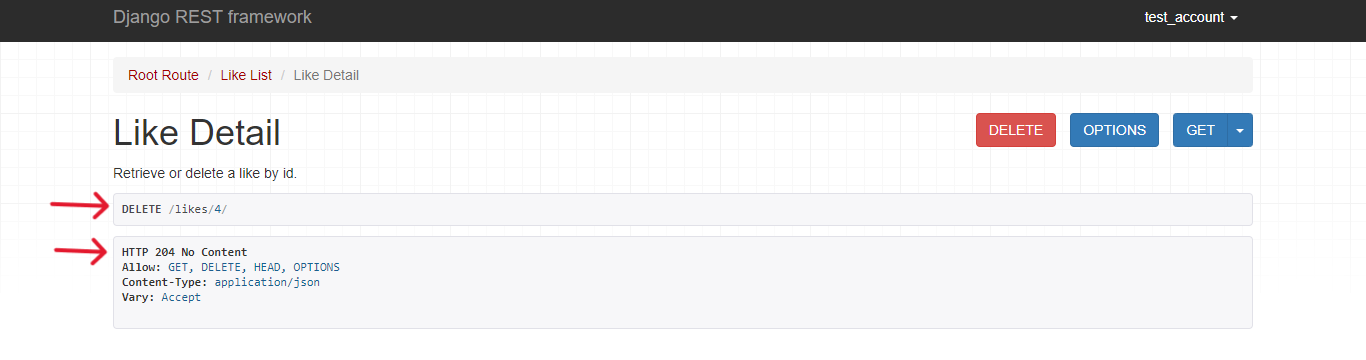 Django REST framework
test_account
Root Route / Like List / Like Detail
Like Detail
DELETE
OPTIONS
GET
Retrieve or delete a like by id.
DELETE /likes/4/
HTTP 204 No Content
Allow: GET, DELETE, HEAD, OPTIONS
Content-Type: application/json
Vary: Accept